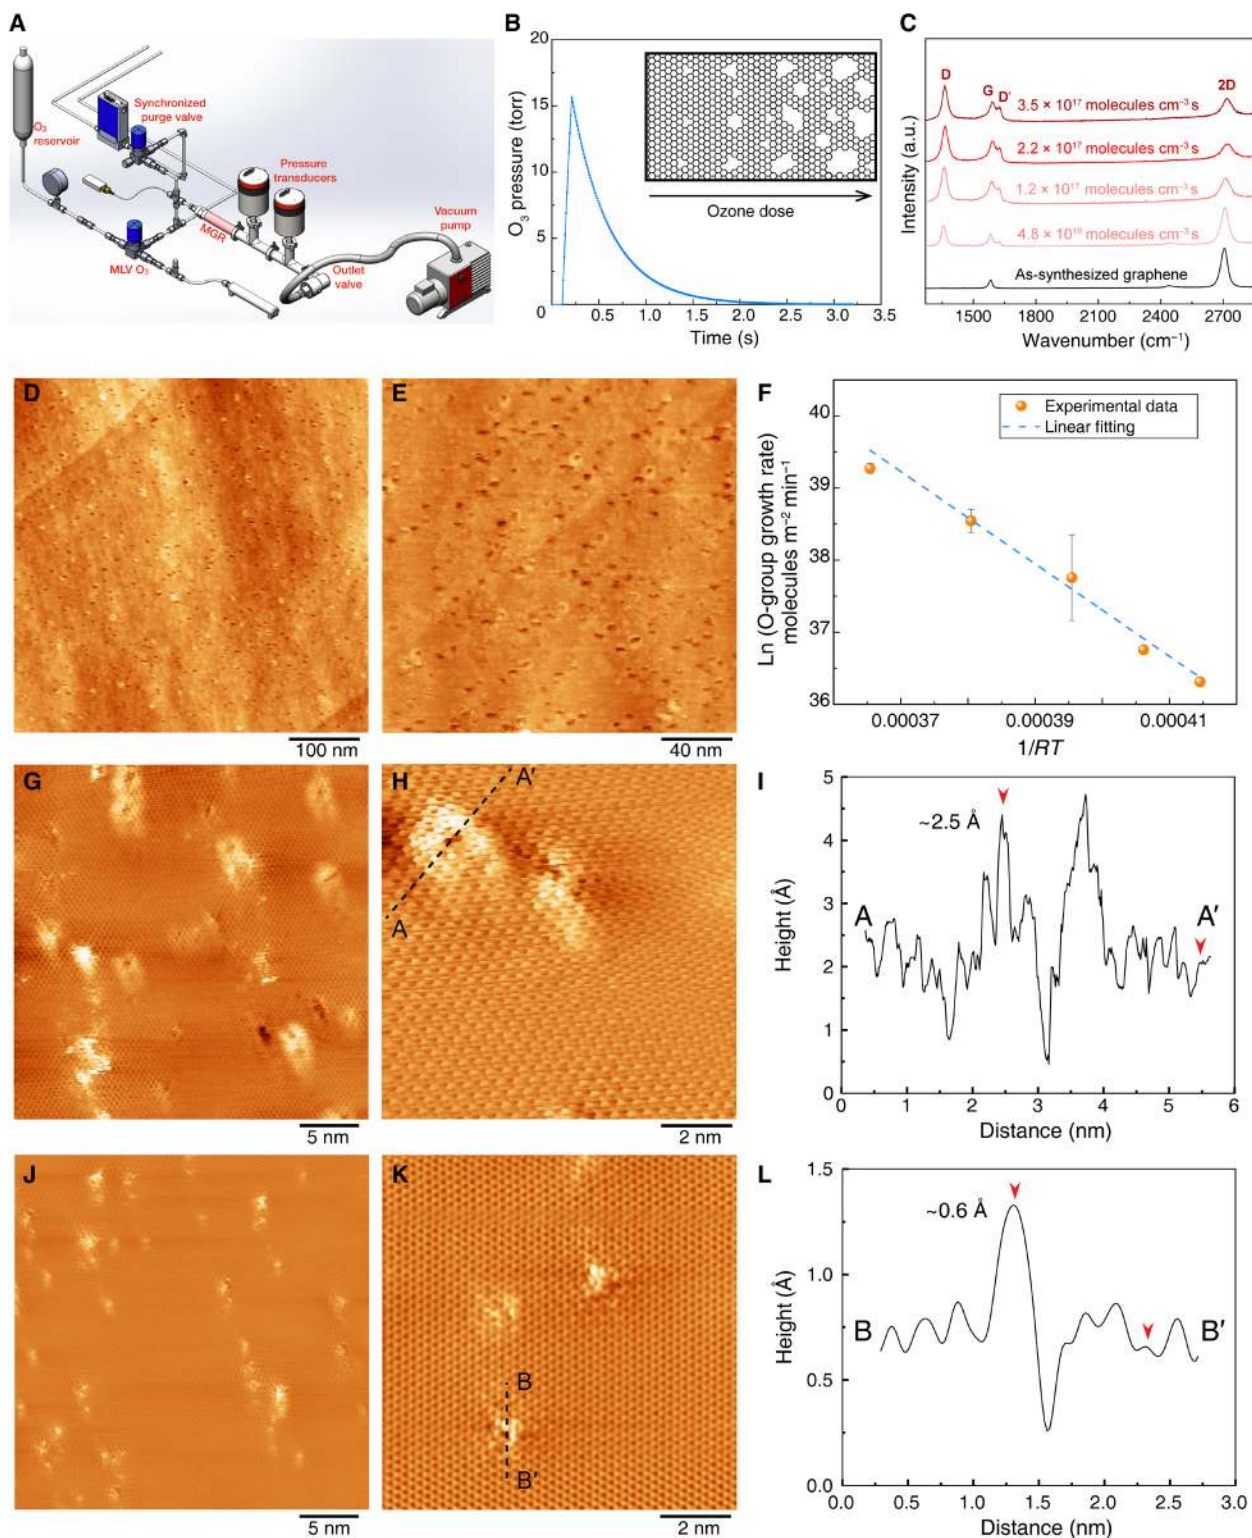 A
O₃
reservoir
Synchronized
purge valve
Pressure
transducers
MGR
Vacuum
pump
MLV O₃
Outlet
valve
B
O₃ pressure (torr)
20
15
10
5
0
Ozone dose
0.5 1.0 1.5 2.0 2.5 3.0 3.5
Time (s)
C
Intensity (a.u.)
D
G
D′
2D
3.5 × 10¹⁷ molecules cm⁻³ s
2.2 × 10¹⁷ molecules cm⁻³ s
1.2 × 10¹⁷ molecules cm⁻³ s
4.8 × 10¹⁶ molecules cm⁻³ s
As-synthesized graphene
1500 1800 2100 2400 2700
Wavenumber (cm⁻¹)
D
100 nm
E
40 nm
F
Ln (O-group growth rate)
molecules m⁻² min⁻¹
40
39
38
37
36
Experimental data
Linear fitting
0.00037 0.00039 0.00041
1/RT
G
5 nm
H
A′
A
2 nm
I
Height (Å)
5
4
3
2
1
0
~2.5 Å
A
A′
0 1 2 3 4 5 6
Distance (nm)
J
5 nm
K
B
B′
2 nm
L
Height (Å)
1.5
1.0
0.5
0.0
~0.6 Å
B
B′
0.0 0.5 1.0 1.5 2.0 2.5 3.0
Distance (nm)